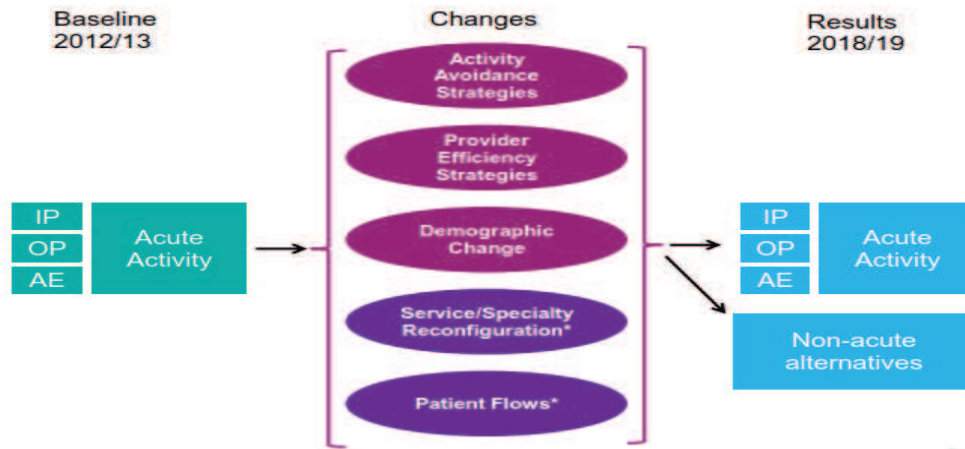 Baseline
2012/13
Changes
Results
2018/19
Activity
Avoidance
Strategies
Provider
Efficiency
Strategies
Demographic
Change
Service/Specialty
Reconfiguration*
Patient Flows*
IP
OP
AE
Acute
Activity
IP
OP
AE
Acute
Activity
Non-acute
alternatives